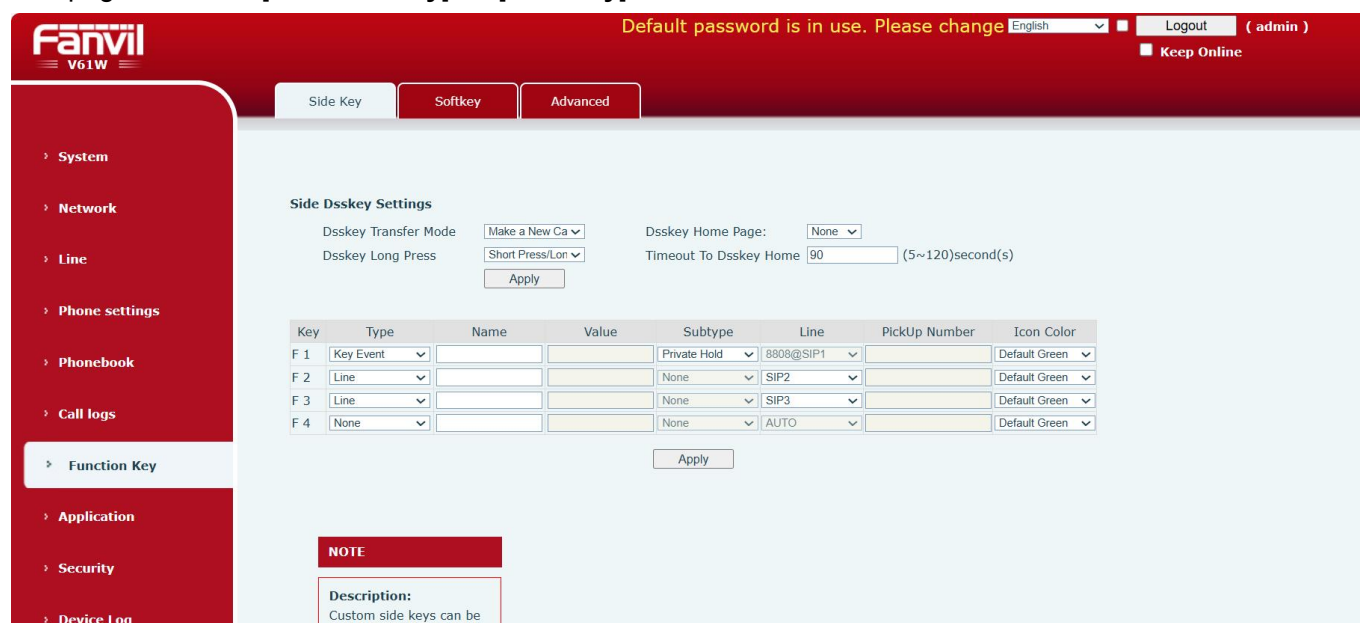 Fanvil
V61W
Default password is in use. Please change English Logout ( admin )
Keep Online
Side Key Softkey Advanced
› System
› Network
› Line
› Phone settings
› Phonebook
› Call logs
Function Key
› Application
› Security
› Device Log
Side Dsskey Settings
Dsskey Transfer Mode Make a New Ca Dsskey Home Page: None
Dsskey Long Press Short Press/Lon Timeout To Dsskey Home 90 (5~120)second(s)
Apply
Key Type Name Value Subtype Line PickUp Number Icon Color
F 1 Key Event Private Hold 8808@SIP1 Default Green
F 2 Line None SIP2 Default Green
F 3 Line None SIP3 Default Green
F 4 None None AUTO Default Green
Apply
NOTE
Description:
Custom side keys can be